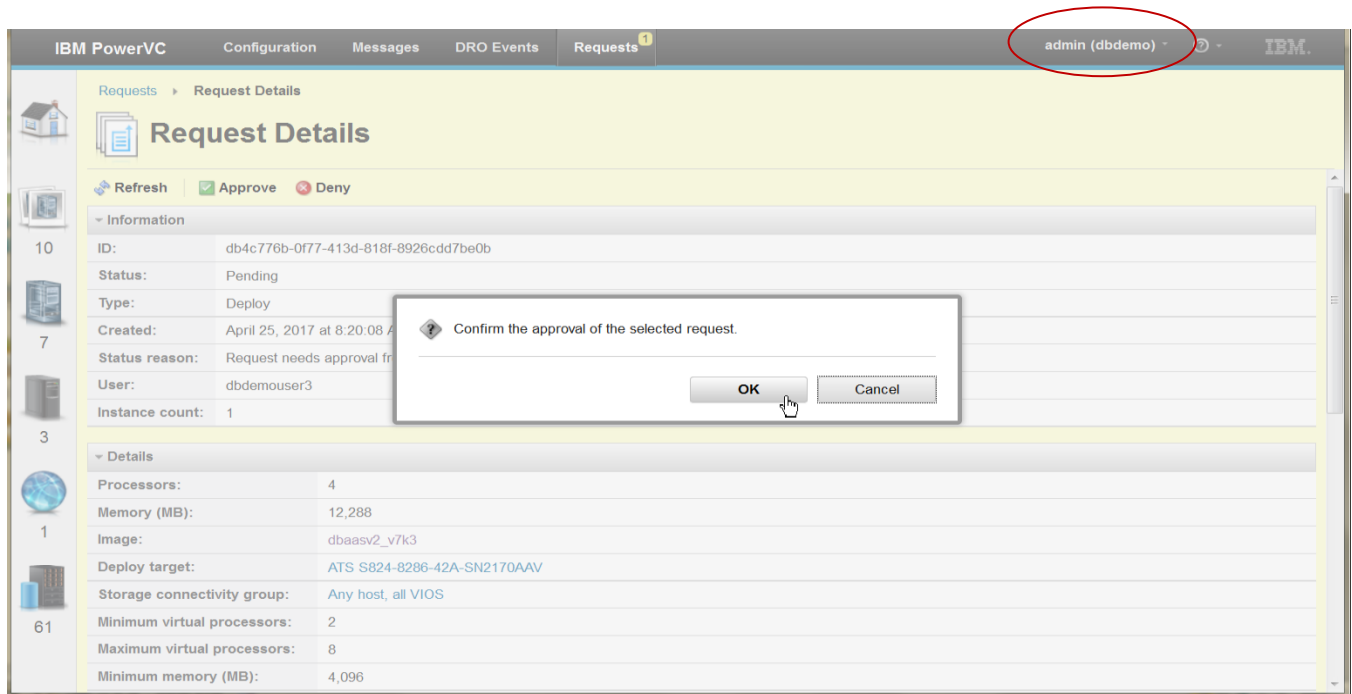 IBM PowerVC Configuration Messages DRO Events Requests 1 admin (dbdemo) ? IBM.
Requests Request Details
Request Details
Refresh Approve Deny
Information
10
ID: db4c776b-0f77-413d-818f-8926cdd7be0b
Status: Pending
Type: Deploy
Created: April 25, 2017 at 8:20:08
Confirm the approval of the selected request.
7
Status reason: Request needs approval
User: dbdemouser3
OK Cancel
Instance count: 1
3
Details
Processors: 4
Memory (MB): 12,288
1
Image: dbaasv2_v7k3
Deploy target: ATS S824-8286-42A-SN2170AAV
Storage connectivity group: Any host, all VIOS
61
Minimum virtual processors: 2
Maximum virtual processors: 8
Minimum memory (MB): 4,096